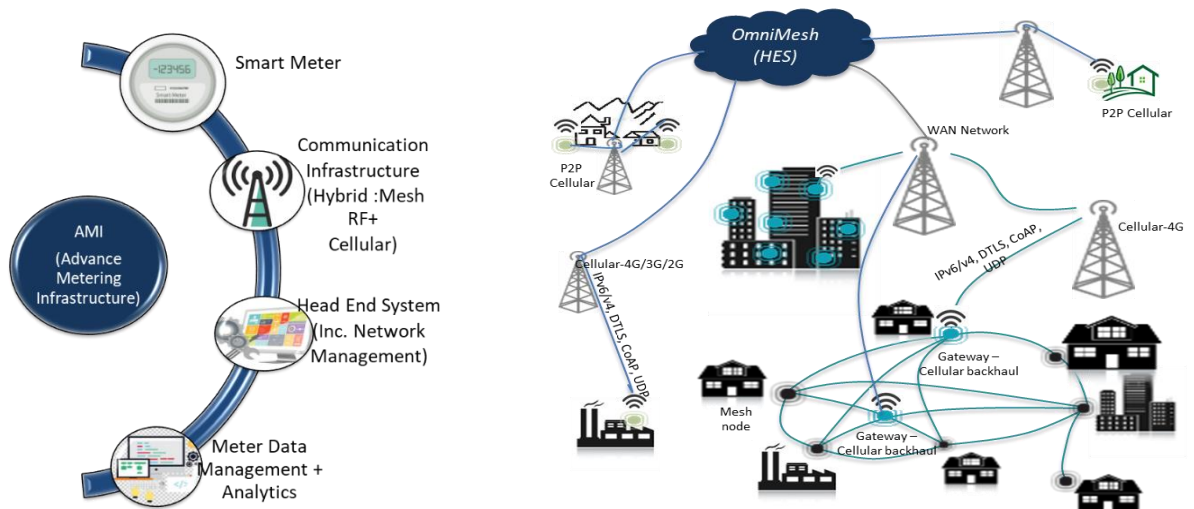 -123456
Smart Meter
Smart Meter
Communication
Infrastructure
(Hybrid :Mesh
RF+
Cellular)
AMI
(Advance
Metering
Infrastructure)
Head End System
(Inc. Network
Management)
Meter Data
Management +
Analytics
OmniMesh
(HES)
P2P Cellular
WAN Network
P2P
Cellular
Cellular-4G/3G/2G
IPv6/v4, DTLS, CoAP, UDP
Cellular-4G
IPv6/v4, DTLS, CoAP,
UDP
Gateway –
Cellular backhaul
Mesh
node
Gateway –
Cellular backhaul